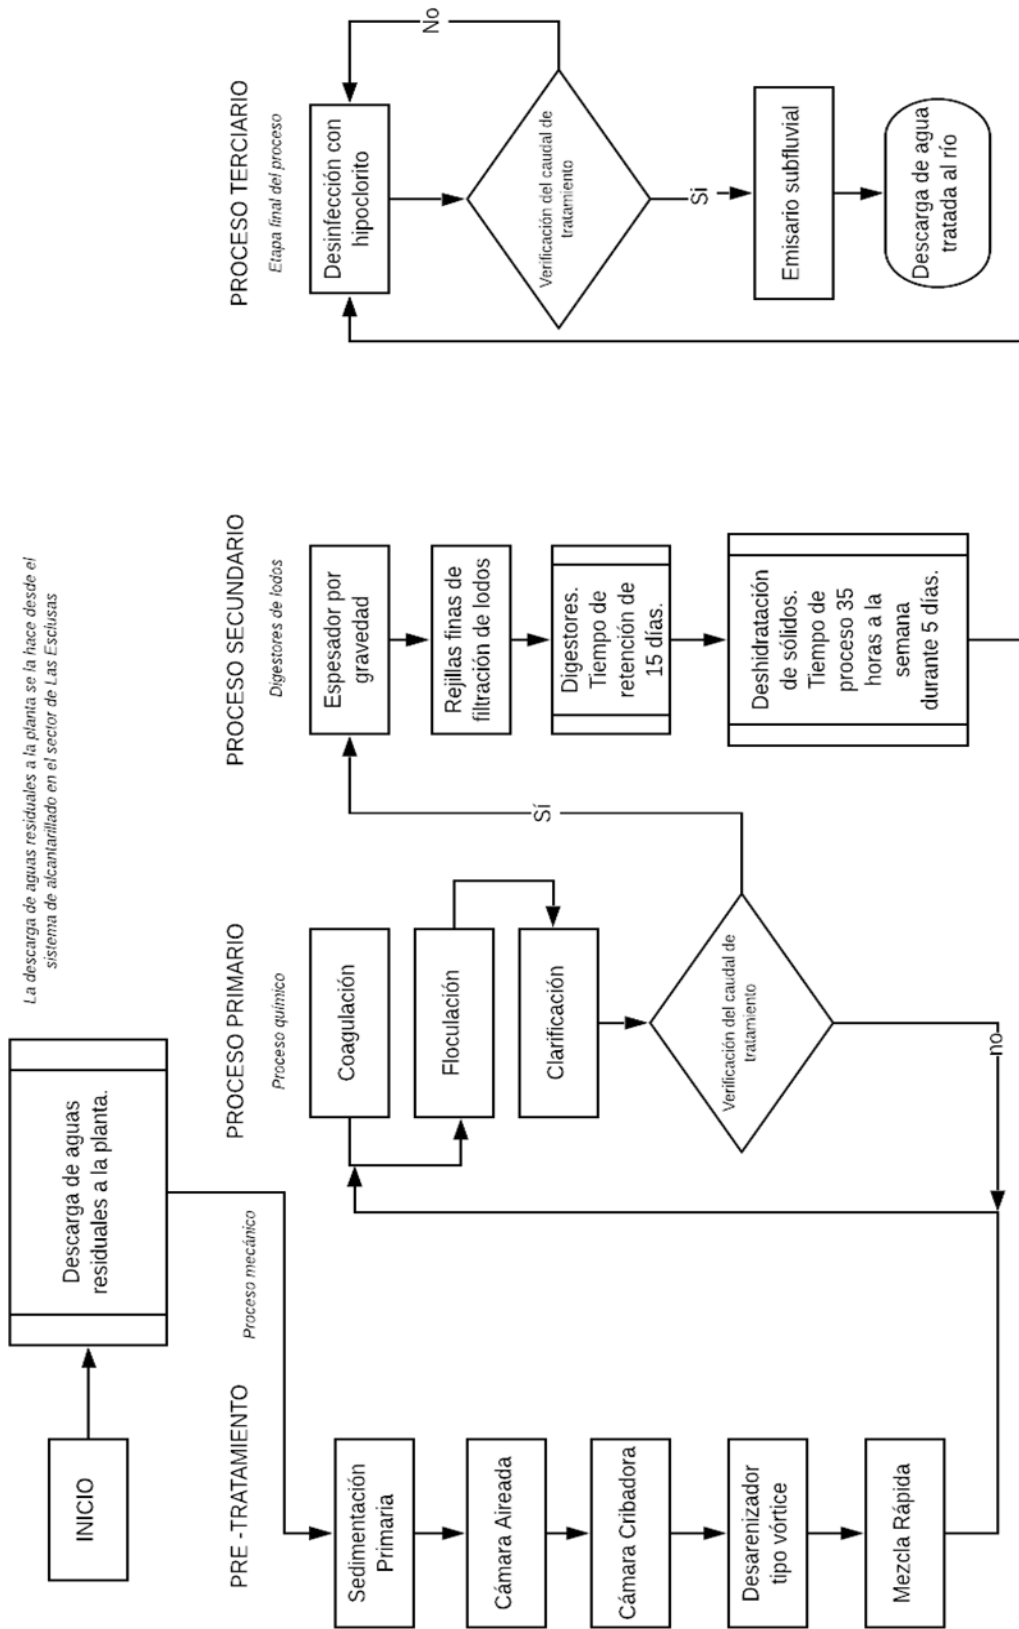 La descarga de aguas residuales a la planta se la hace desde el
sistema de alcantarillado en el sector de Las Esclusas
INICIO
Descarga de aguas
residuales a la planta.
PRE -TRATAMIENTO
Proceso mecánico
Sedimentación
Primaria
Cámara Aireada
Cámara Cribadora
Desarenizador
tipo vórtice
Mezcla Rápida
PROCESO PRIMARIO
Proceso químico
Coagulación
Floculación
Clarificación
Verificación del caudal de
tratamiento
no
Sí
PROCESO SECUNDARIO
Digestores de lodos
Espesador por
gravedad
Rejillas finas de
filtración de lodos
Digestores.
Tiempo de
retención de
15 días.
Deshidratación
de sólidos.
Tiempo de
proceso 35
horas a la
semana
durante 5 días.
PROCESO TERCIARIO
Etapa final del proceso
Desinfección con
hipoclorito
Verificación del caudal de
tratamiento
No
Si
Emisario subfluvial
Descarga de agua
tratada al río